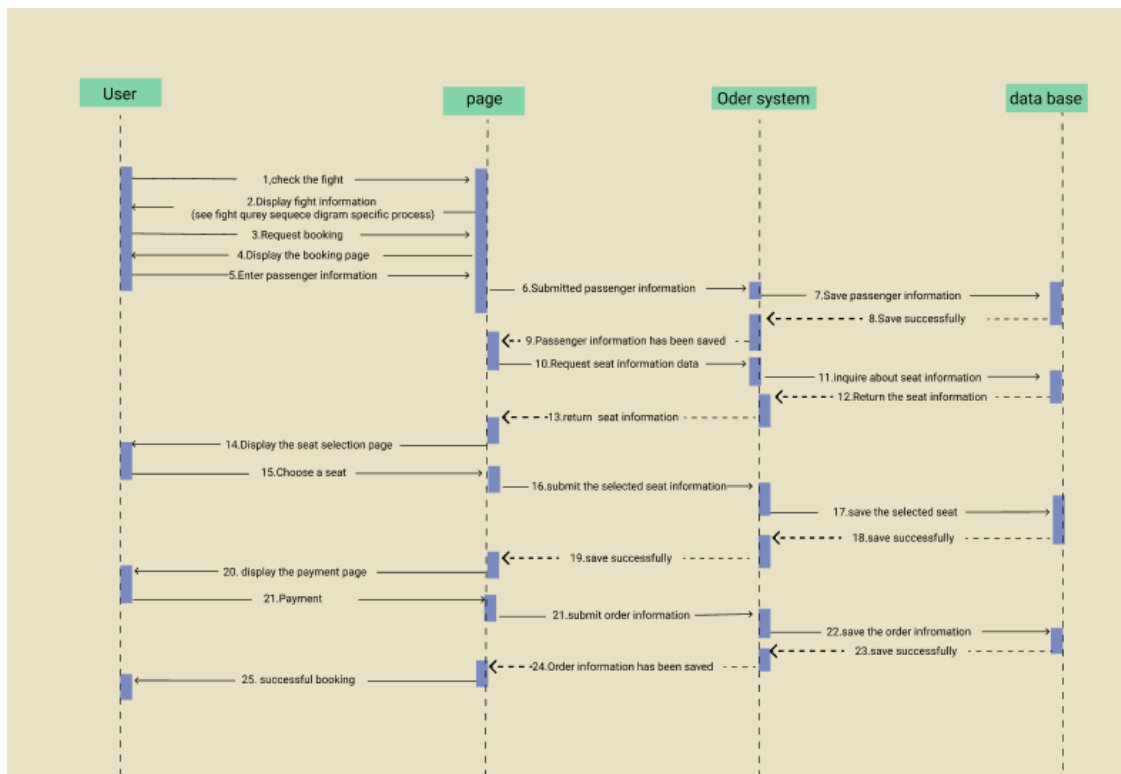 User
page
Oder system
data base
1,check the fight
2.Display fight information
(see fight qurey sequece digram specific process)
3.Request booking
4.Display the booking page
5.Enter passenger information
6.Submitted passenger information
7.Save passenger information
8.Save successfully
9.Passenger information has been saved
10.Request seat information data
11.inquire about seat information
12.Return the seat information
13.return seat information
14.Display the seat selection page
15.Choose a seat
16.submit the selected seat information
17.save the selected seat
18.save successfully
19.save successfully
20. display the payment page
21.Payment
21.submit order information
22.save the order infromation
23.save successfully
24.Order information has been saved
25. successful booking